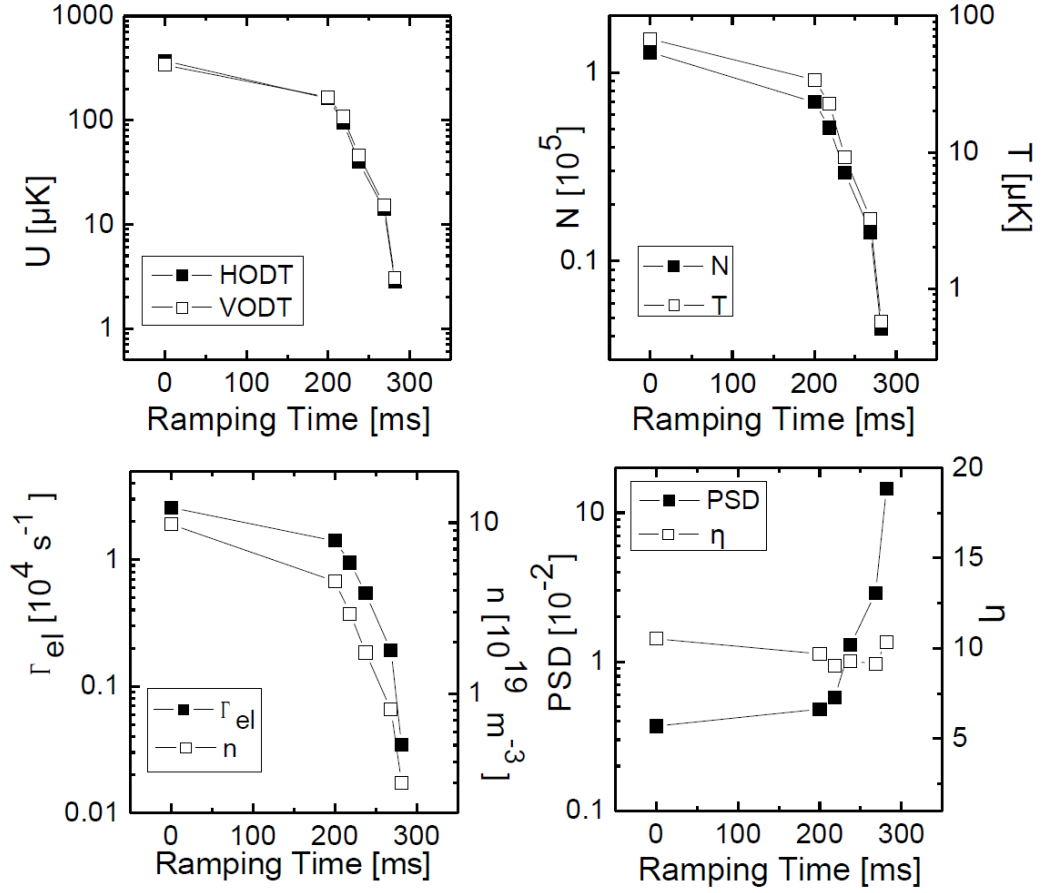 1000
100
10
1
U [µK]
HODT
VODT
0 100 200 300
Ramping Time [ms]
1
0.1
N [10^5]
100
10
1
T [µK]
N
T
0 100 200 300
Ramping Time [ms]
1
0.1
0.01
Γ_el [10^4 s^-1]
10
1
n [10^19 m^-3]
Γ_el
n
0 100 200 300
Ramping Time [ms]
10
1
0.1
PSD [10^-2]
20
15
10
5
η
PSD
η
0 100 200 300
Ramping Time [ms]